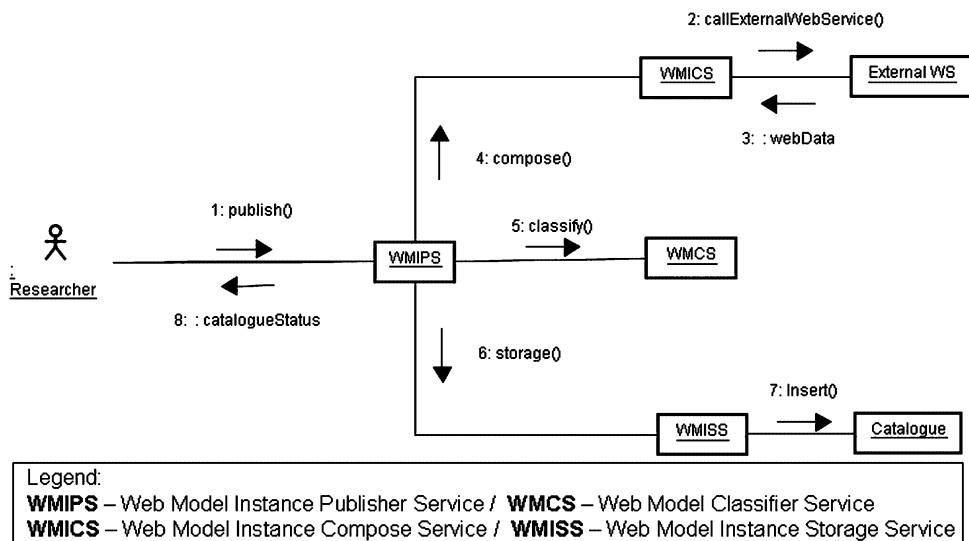 2: callExternalWebService()
WMICS
External WS
3: : webData
4: compose()
1: publish()
5: classify()
:
Researcher
WMIPS
WMCS
8: : catalogueStatus
6: storage()
7: Insert()
WMISS
Catalogue
Legend:
WMIPS – Web Model Instance Publisher Service / WMCS – Web Model Classifier Service
WMICS – Web Model Instance Compose Service / WMISS – Web Model Instance Storage Service